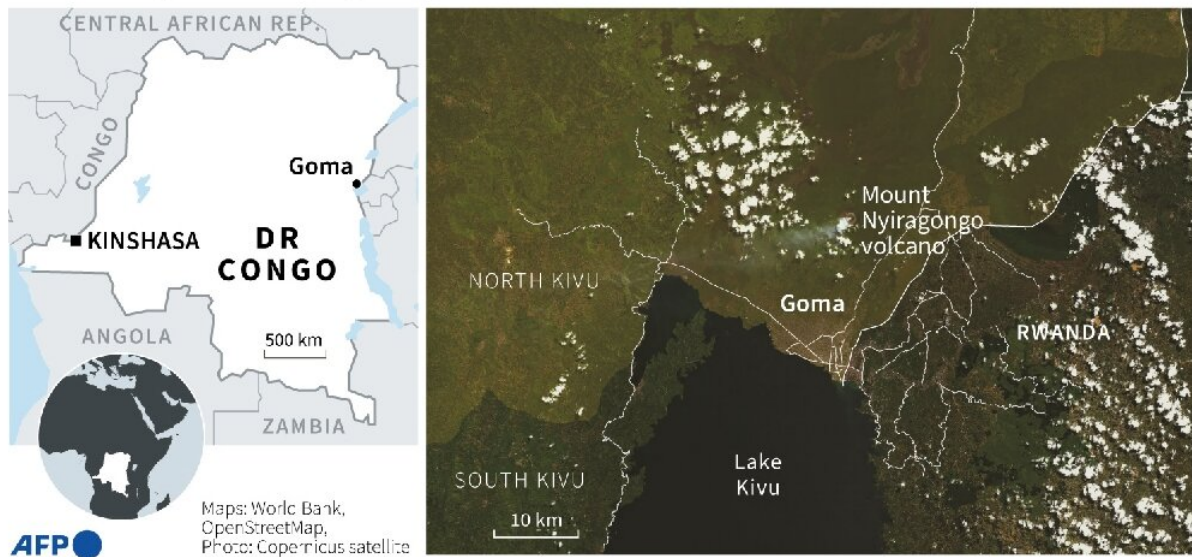 CENTRAL AFRICAN REP.
CONGO
Goma
KINSHASA
DR
CONGO
500 km
ANGOLA
ZAMBIA
Maps: World Bank,
OpenStreetMap,
Photo: Copernicus satellite
AFP
Mount
Nyiragongo
volcano
NORTH KIVU
Goma
RWANDA
SOUTH KIVU
Lake
Kivu
10 km